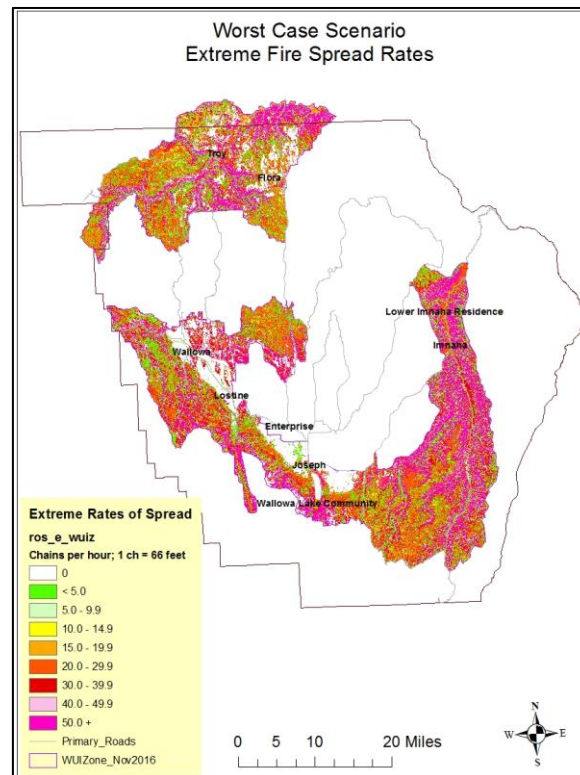 Worst Case Scenario
Extreme Fire Spread Rates
Troy
Flora
Lower Imnaha Residence
Imnaha
Wallowa
Lostine
Enterprise
Joseph
Wallowa Lake Community
Extreme Rates of Spread
ros_e_wuiz
Chains per hour; 1 ch = 66 feet
0
< 5.0
5.0 - 9.9
10.0 - 14.9
15.0 - 19.9
20.0 - 29.9
30.0 - 39.9
40.0 - 49.9
50.0 +
Primary_Roads
WUIZone_Nov2016
0 5 10 20 Miles
N
W E
S